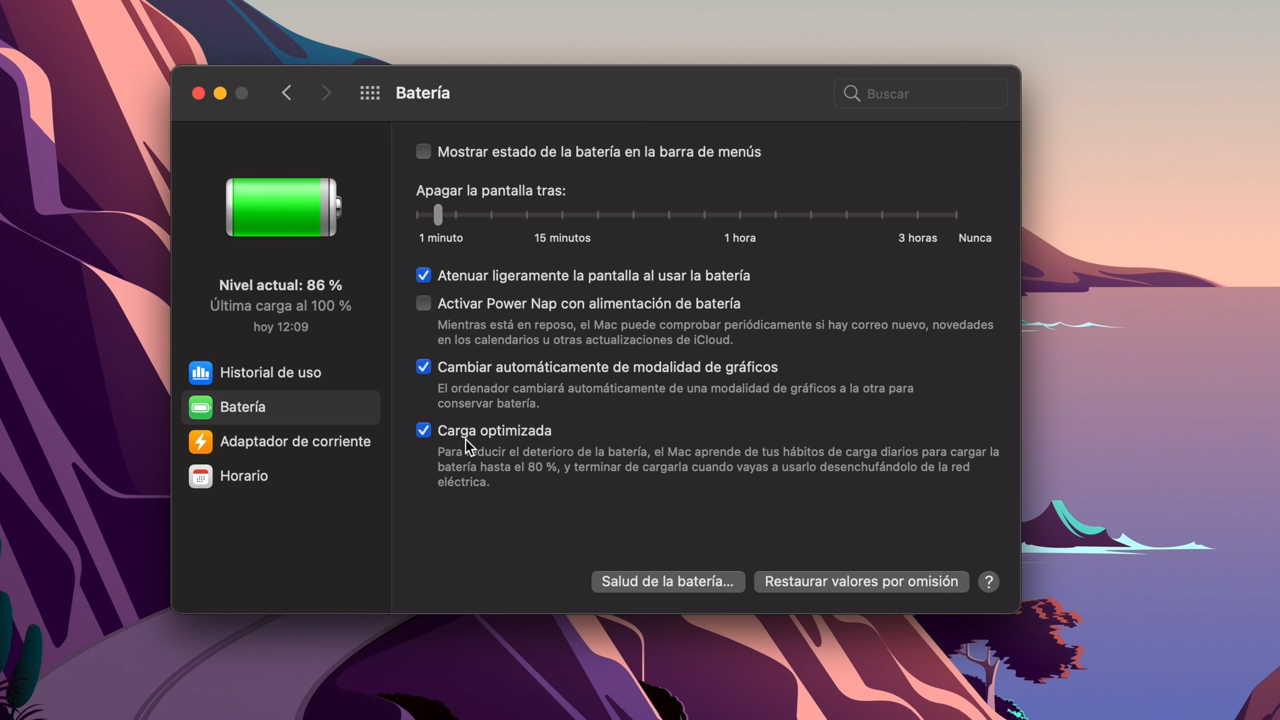 Batería
Buscar
Mostrar estado de la batería en la barra de menús
Apagar la pantalla tras:
1 minuto 15 minutos 1 hora 3 horas Nunca
Nivel actual: 86 %
Última carga al 100 %
hoy 12:09
Historial de uso
Batería
Adaptador de corriente
Horario
Atenuar ligeramente la pantalla al usar la batería
Activar Power Nap con alimentación de batería
Mientras está en reposo, el Mac puede comprobar periódicamente si hay correo nuevo, novedades
en los calendarios u otras actualizaciones de iCloud.
Cambiar automáticamente de modalidad de gráficos
El ordenador cambiará automáticamente de una modalidad de gráficos a la otra para
conservar batería.
Carga optimizada
Para reducir el deterioro de la batería, el Mac aprende de tus hábitos de carga diarios para cargar la
batería hasta el 80 %, y terminar de cargarla cuando vayas a usarlo desenchufándolo de la red
eléctrica.
Salud de la batería... Restaurar valores por omisión ?